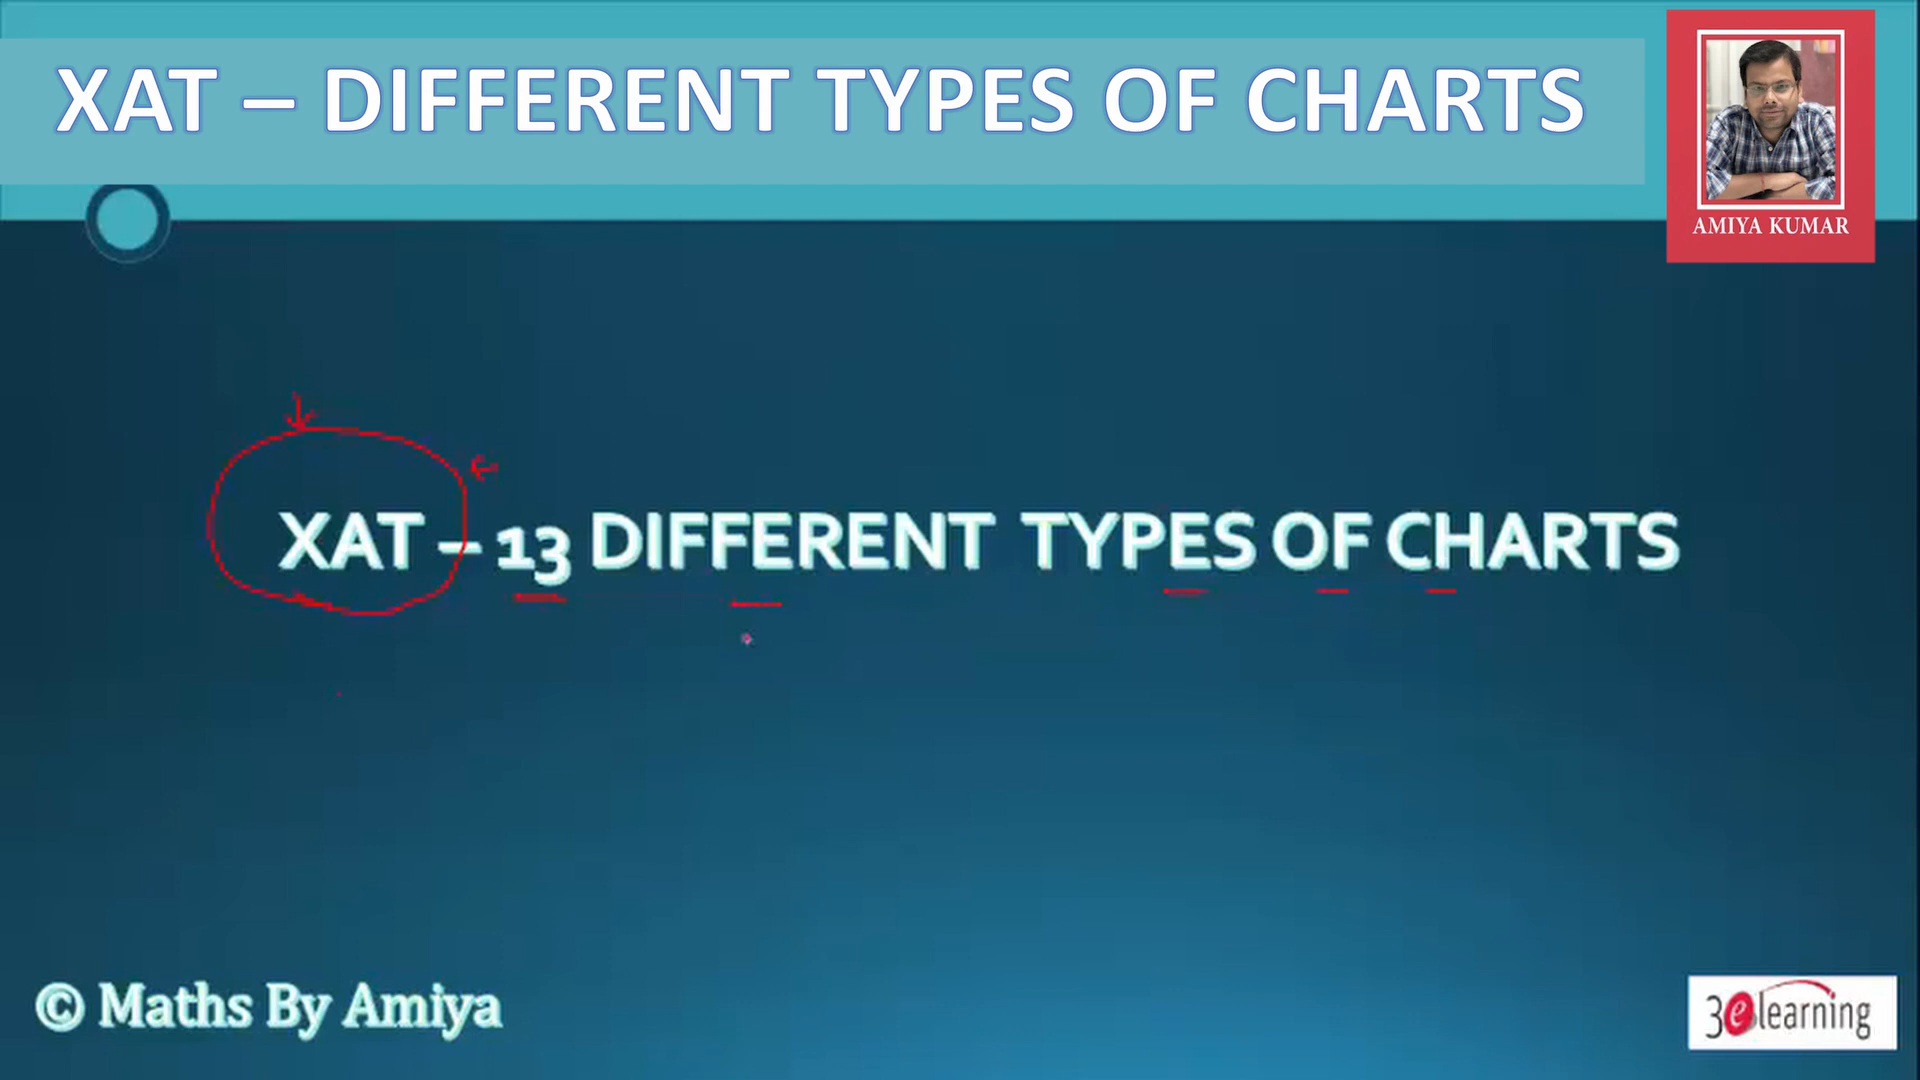 XAT – DIFFERENT TYPES OF CHARTS
AMIYA KUMAR
XAT – 13 DIFFERENT TYPES OF CHARTS
© Maths By Amiya
3elearning